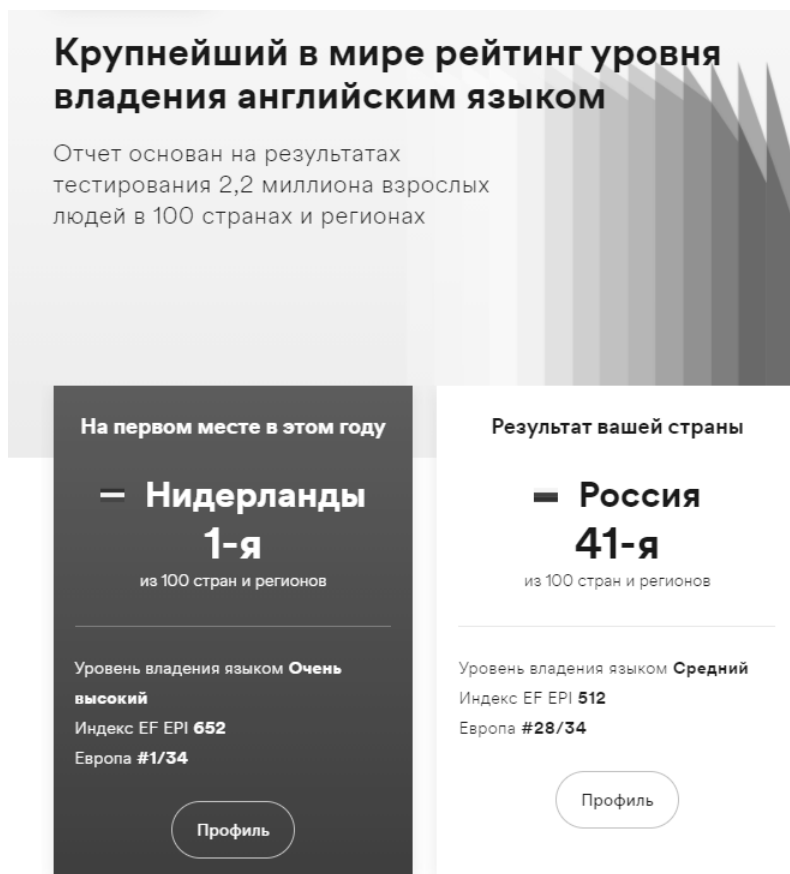 Крупнейший в мире рейтинг уровня
владения английским языком
Отчет основан на результатах
тестирования 2,2 миллиона взрослых
людей в 100 странах и регионах
На первом месте в этом году
Нидерланды
1-я
из 100 стран и регионов
Уровень владения языком Очень
высокий
Индекс EF EPI 652
Европа #1/34
Профиль
Результат вашей страны
Россия
41-я
из 100 стран и регионов
Уровень владения языком Средний
Индекс EF EPI 512
Европа #28/34
Профиль